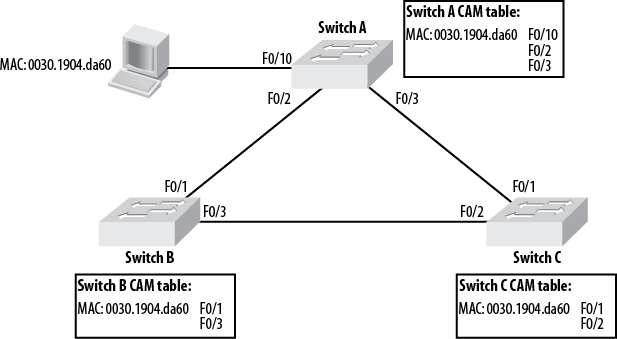 Switch A
Switch A CAM table:
MAC: 0030.1904.da60 F0/10
F0/2
F0/3
MAC: 0030.1904.da60
F0/10
F0/2
F0/3
F0/1
F0/3
Switch B
F0/1
F0/2
Switch C
Switch B CAM table:
MAC: 0030.1904.da60 F0/1
F0/3
Switch C CAM table:
MAC: 0030.1904.da60 F0/1
F0/2